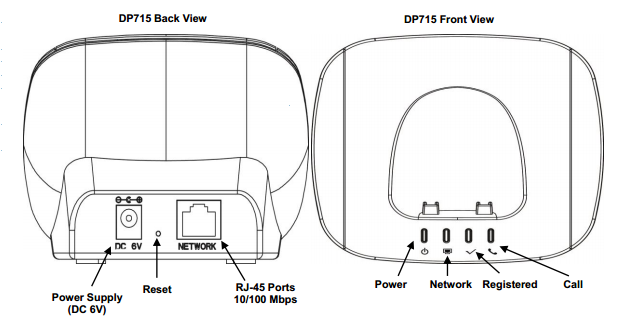 DP715 Back View
DP715 Front View
DC 6V
NETWORK
Power Supply
(DC 6V)
Reset
RJ-45 Ports
10/100 Mbps
Power
Network
Registered
Call